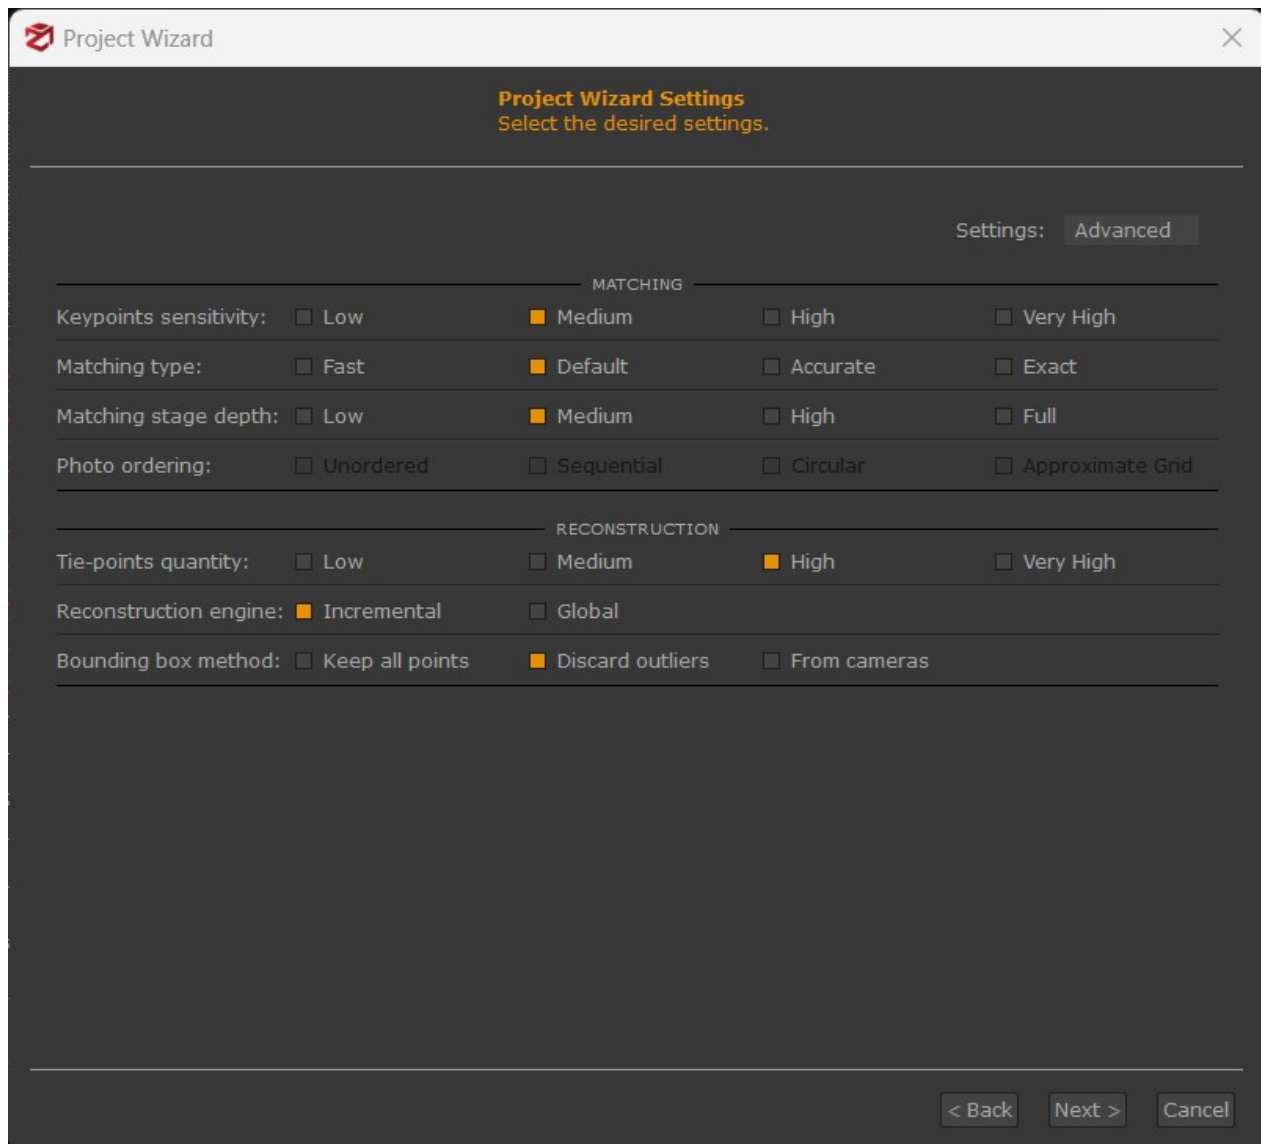 Project Wizard
Project Wizard Settings
Select the desired settings.
Settings: Advanced
MATCHING
Keypoints sensitivity: Low Medium High Very High
Matching type: Fast Default Accurate Exact
Matching stage depth: Low Medium High Full
Photo ordering: Unordered Sequential Circular Approximate Grid
RECONSTRUCTION
Tie-points quantity: Low Medium High Very High
Reconstruction engine: Incremental Global
Bounding box method: Keep all points Discard outliers From cameras
< Back Next > Cancel